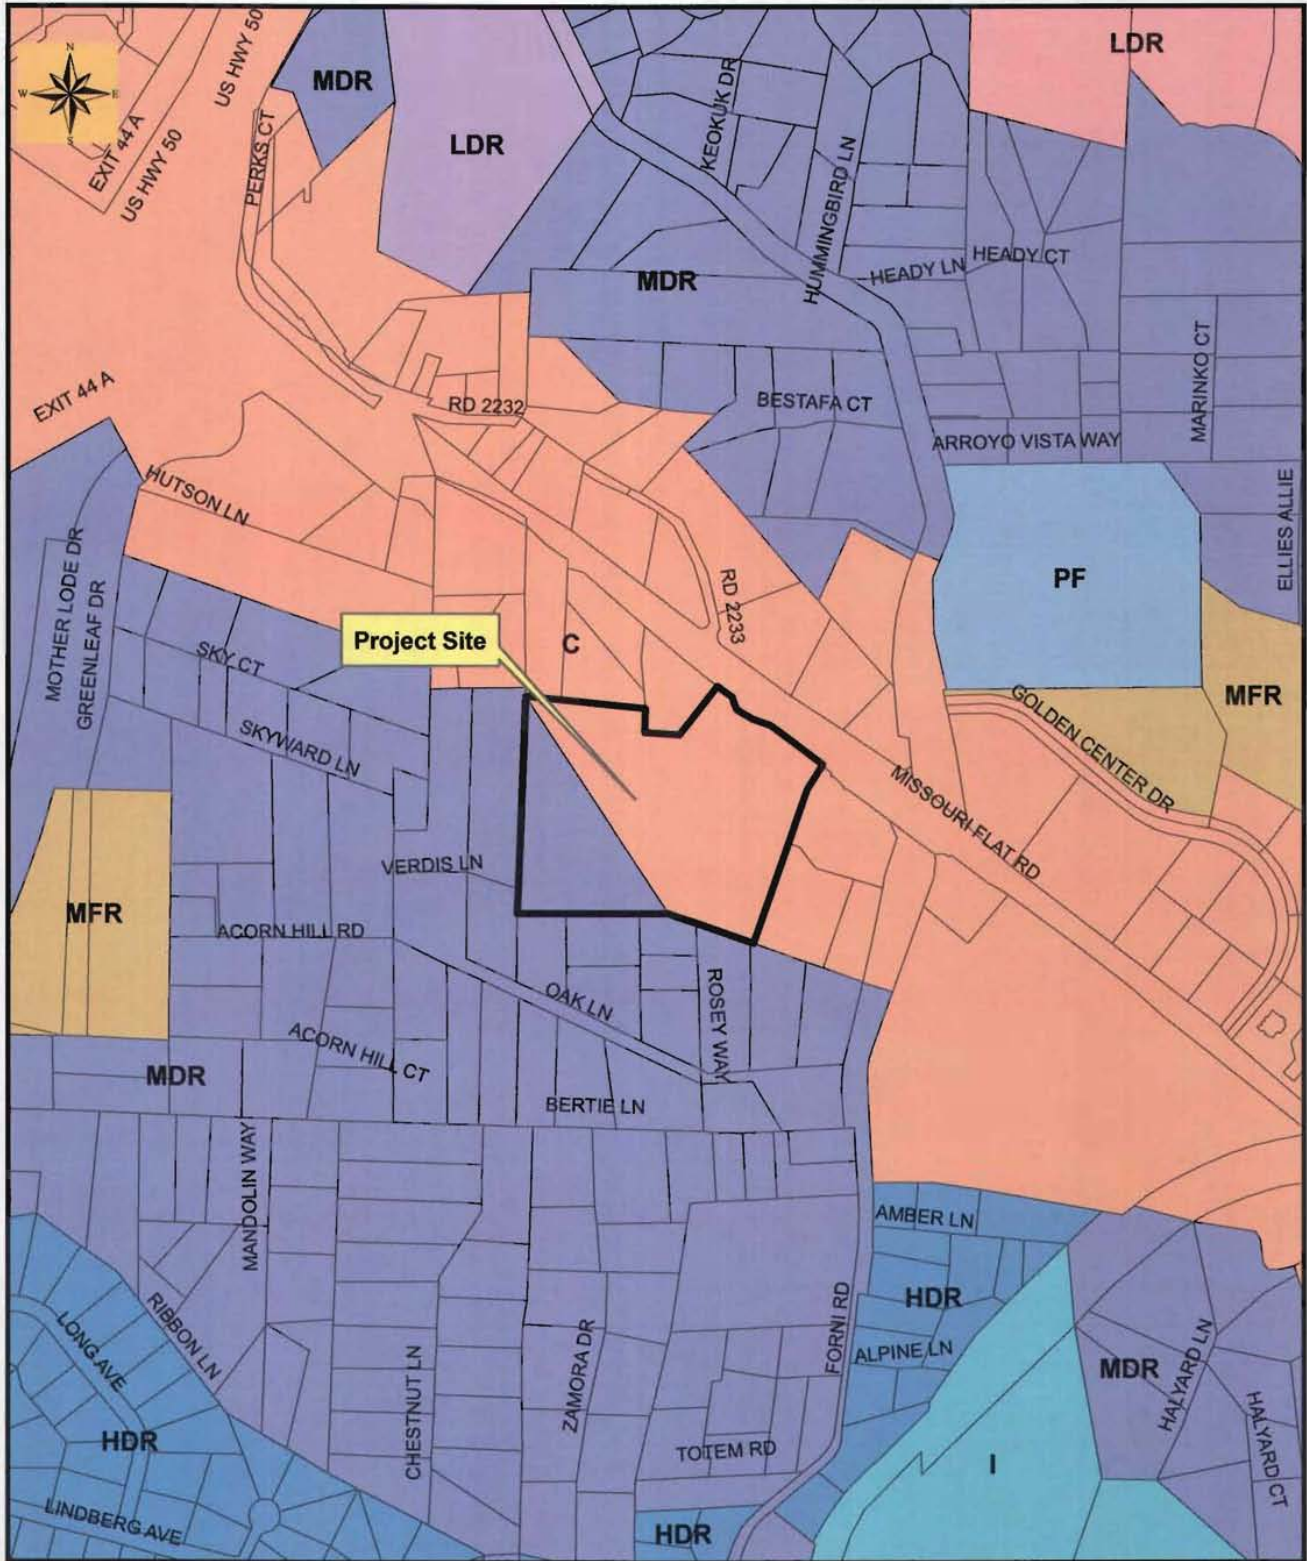 US HWY 50
MDR
LDR
LDR
N
W
E
S
EXIT 44 A
US HWY 50
PERKS CT
KEOKUK DR
HUMMINGBIRD LN
HEADY LN
HEADY CT
MDR
MARINKO CT
EXIT 44 A
RD 2232
BESTAFA CT
ARROYO VISTA WAY
HUTSON LN
ELLIES ALLIE
MOTHER LODE DR
GREENLEAF DR
PF
RD 2233
Project Site
C
SKY CT
MFR
GOLDEN CENTER DR
SKYWARD LN
MISSOURI FLAT RD
VERDIS LN
MFR
ACORN HILL RD
OAK LN
ROSEY WAY
ACORN HILL CT
MDR
BERTIE LN
MANDOLIN WAY
AMBER LN
HDR
RIBBON LN
LONG AVE
FORNI RD
ALPINE LN
CHESTNUT LN
ZAMORA DR
MDR
HALYARD LN
HALYARD CT
HDR
TOTEM RD
I
LINDBERG AVE
HDR